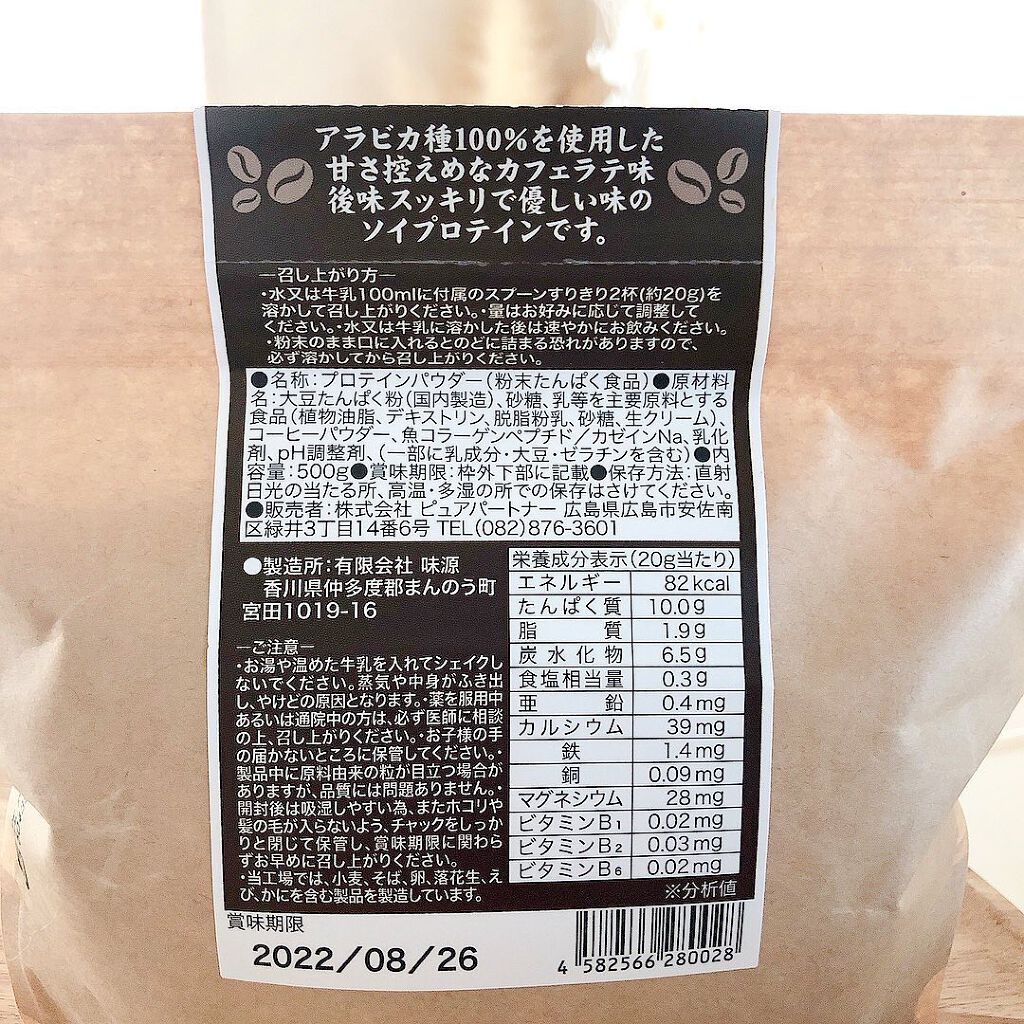 アラビカ種100%を使用した
甘さ控えめなカフェラテ味
後味スッキリで優しい味の
ソイプロテインです。
―召し上がり方―
・水又は牛乳100mlに付属のスプーンすりきり2杯(約20g)を
溶かして召し上がりください。・量はお好みに応じて調整して
ください。・水又は牛乳に溶かした後は速やかにお飲みください。
・粉末のまま口に入れるとのどに詰まる恐れがありますので、
必ず溶かしてから召し上がりください。
●名称：プロテインパウダー（粉末たんぱく食品）●原材料
名：大豆たんぱく粉（国内製造）、砂糖、乳等を主要原料とする
食品（植物油脂、デキストリン、脱脂粉乳、砂糖、生クリーム）、
コーヒーパウダー、魚コラーゲンペプチド／カゼインNa、乳化
剤、pH調整剤、（一部に乳成分・大豆・ゼラチンを含む）●内
容量：500g●賞味期限：枠外下部に記載●保存方法：直射
日光の当たる所、高温・多湿の所での保存はさけてください。
●販売者：株式会社 ピュアパートナー 広島県広島市安佐南
区緑井3丁目14番6号 TEL(082)876-3601
●製造所：有限会社 味源
香川県仲多度郡まんのう町
宮田1019-16
―ご注意―
・お湯や温めた牛乳を入れてシェイクし
ないでください。蒸気や中身がふき出
し、やけどの原因となります。・薬を服用中
あるいは通院中の方は、必ず医師に相談
の上、召し上がりください。・お子様の手
の届かないところに保管してください。・
製品中に原料由来の粒が目立つ場合が
ありますが、品質には問題ありません。・
開封後は吸湿しやすい為、またホコリや
髪の毛が入らないよう、チャックをしっか
りと閉じて保管し、賞味期限に関わら
ずお早めに召し上がりください。
・当工場では、小麦、そば、卵、落花生、え
び、かにを含む製品を製造しています。
栄養成分表示（20g当たり）
エネルギー 82kcal
たんぱく質 10.0g
脂質 1.9g
炭水化物 6.5g
食塩相当量 0.3g
亜鉛 0.4mg
カルシウム 39mg
鉄 1.4mg
銅 0.09mg
マグネシウム 28mg
ビタミンB₁ 0.02mg
ビタミンB₂ 0.03mg
ビタミンB₆ 0.02mg
※分析値
賞味期限
2022/08/26
4 582566 280028